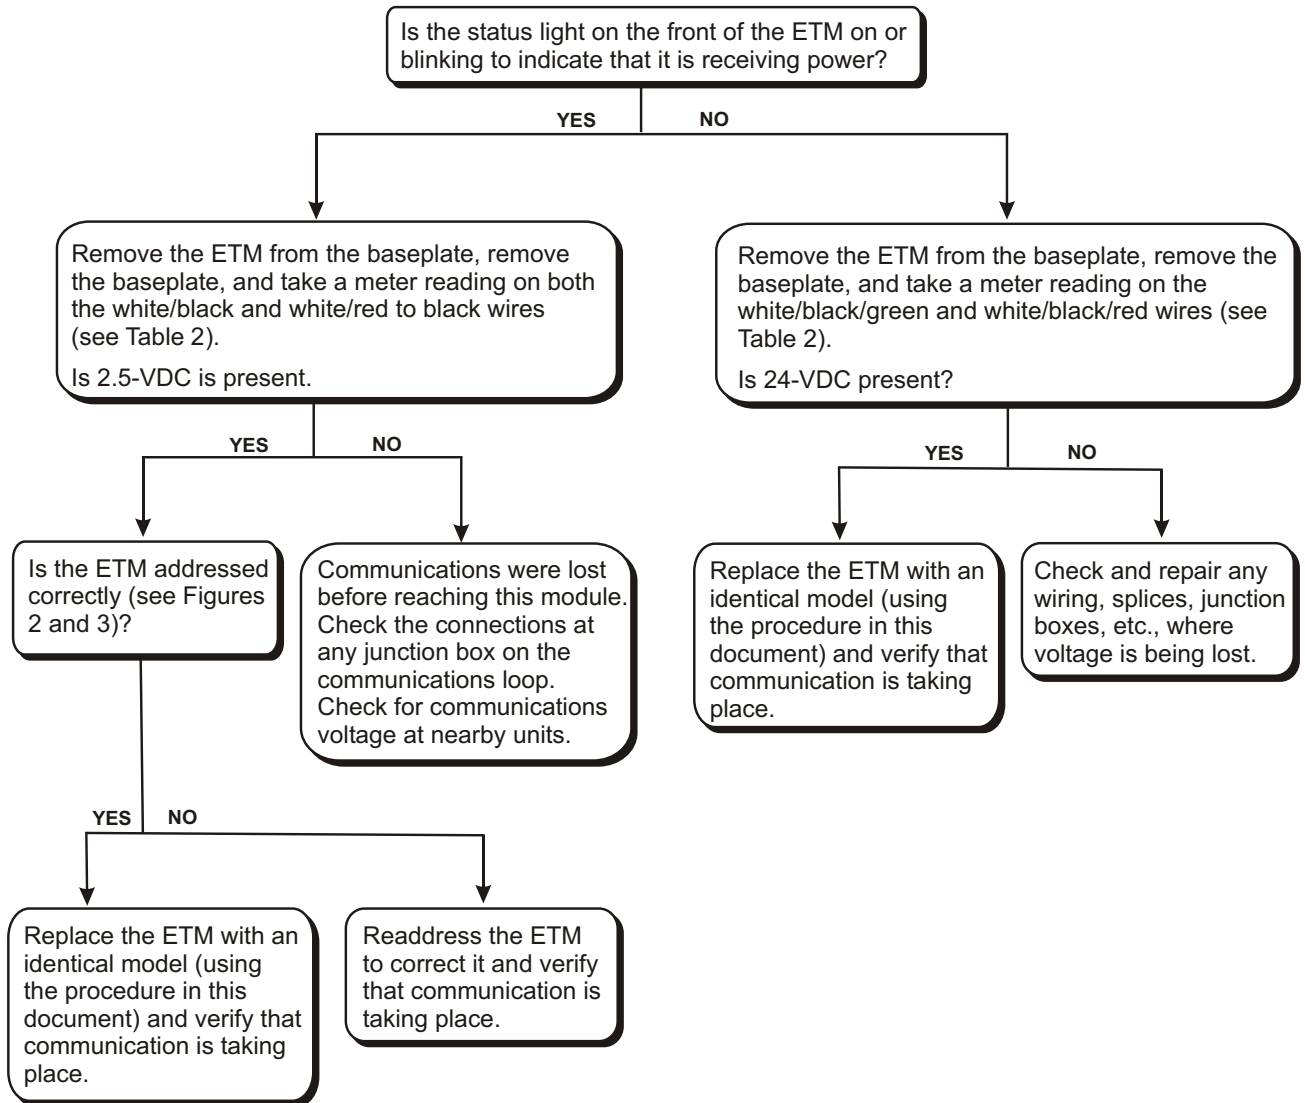 Is the status light on the front of the ETM on or
blinking to indicate that it is receiving power?
YES
NO
Remove the ETM from the baseplate, remove
the baseplate, and take a meter reading on both
the white/black and white/red to black wires
(see Table 2).
Is 2.5-VDC is present.
Remove the ETM from the baseplate, remove the
baseplate, and take a meter reading on the
white/black/green and white/black/red wires (see
Table 2).
Is 24-VDC present?
YES
NO
YES
NO
Is the ETM addressed
correctly (see Figures
2 and 3)?
Communications were lost
before reaching this module.
Check the connections at
any junction box on the
communications loop.
Check for communications
voltage at nearby units.
Replace the ETM with an
identical model (using
the procedure in this
document) and verify that
communication is taking
place.
Check and repair any
wiring, splices, junction
boxes, etc., where
voltage is being lost.
YES
NO
Replace the ETM with an
identical model (using
the procedure in this
document) and verify that
communication is taking
place.
Readdress the ETM
to correct it and verify
that communication is
taking place.